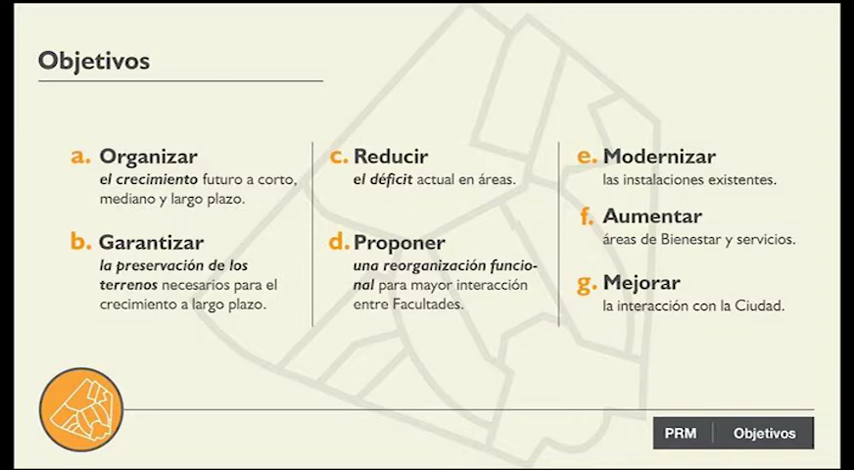 Objetivos
a. Organizar
el crecimiento futuro a corto,
mediano y largo plazo.
b. Garantizar
la preservación de los
terrenos necesarios para el
crecimiento a largo plazo.
c. Reducir
el déficit actual en áreas.
d. Proponer
una reorganización funcio-
nal para mayor interacción
entre Facultades.
e. Modernizar
las instalaciones existentes.
f. Aumentar
áreas de Bienestar y servicios.
g. Mejorar
la interacción con la Ciudad.
PRM | Objetivos